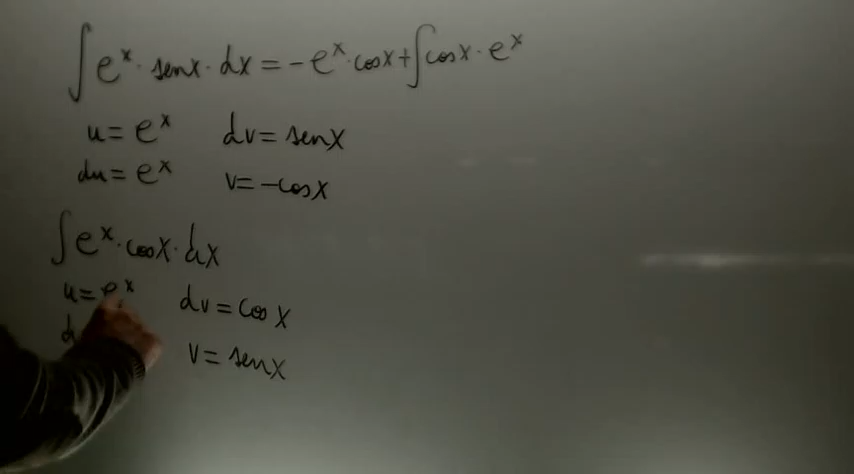 ∫ eˣ · senx · dx = -eˣ · cosx + ∫ cosx · eˣ
u = eˣ dv = senx
du = eˣ v = -cosx
∫ eˣ · cosx · dx
u = eˣ dv = cosx
v = senx